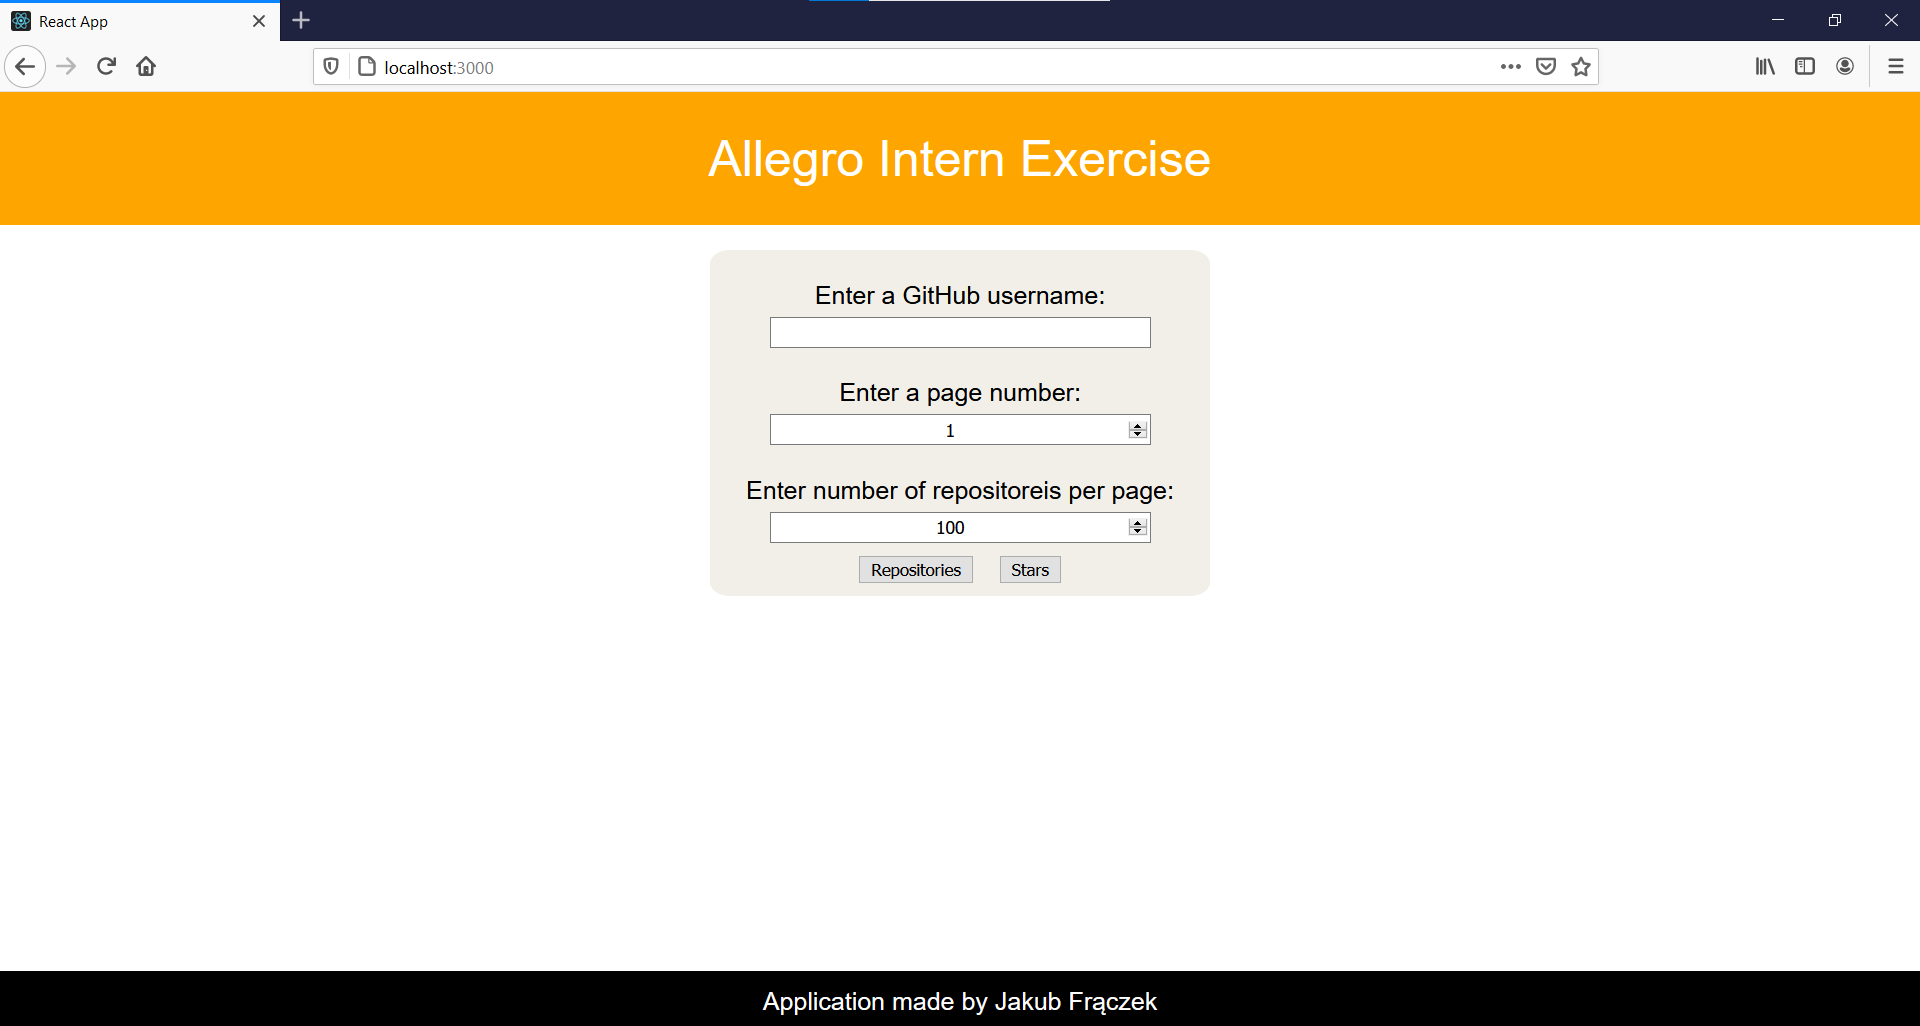 React App
localhost:3000
Allegro Intern Exercise
Enter a GitHub username:
Enter a page number:
1
Enter number of repositoreis per page:
100
Repositories Stars
Application made by Jakub Frączek